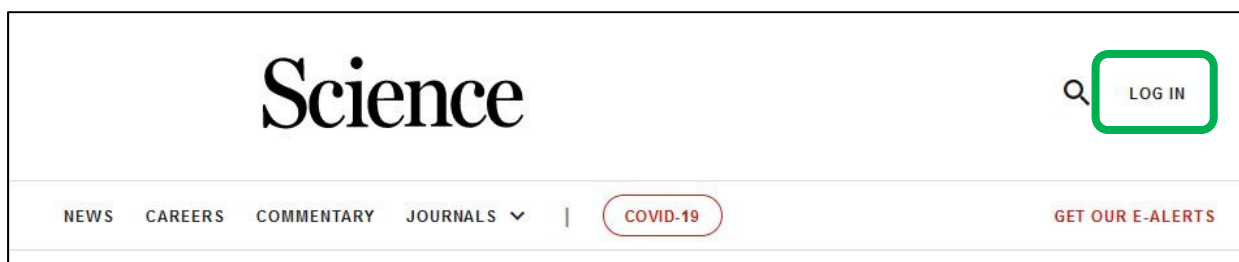 Science
LOG IN
NEWS CAREERS COMMENTARY JOURNALS | COVID-19 GET OUR E-ALERTS